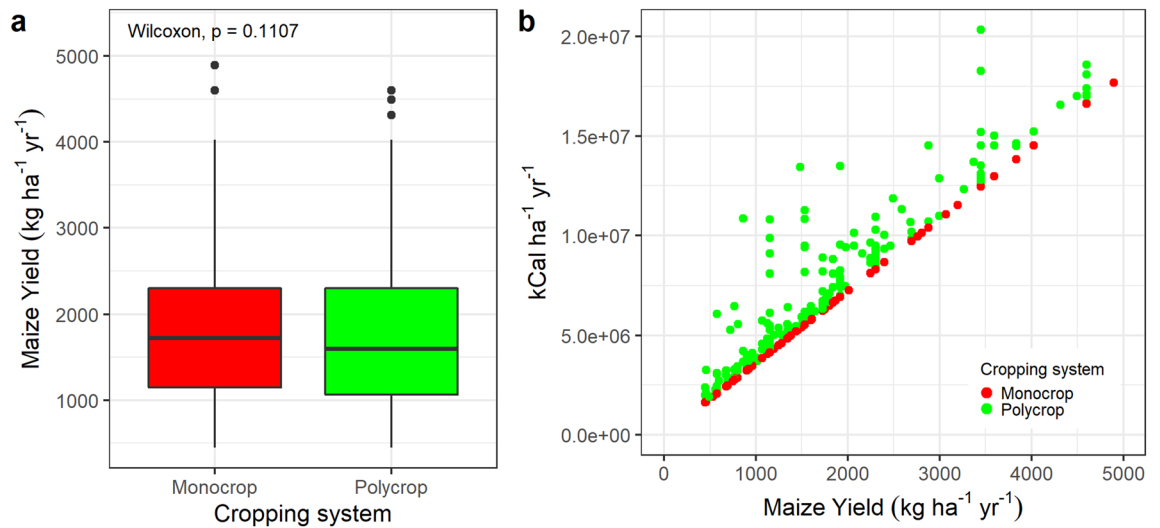 a
Wilcoxon, p = 0.1107
5000
4000
3000
2000
1000
Maize Yield (kg ha⁻¹ yr⁻¹)
Monocrop Polycrop
Cropping system
b
2.0e+07
1.5e+07
1.0e+07
5.0e+06
0.0e+00
kCal ha⁻¹ yr⁻¹
Cropping system
Monocrop
Polycrop
0 1000 2000 3000 4000 5000
Maize Yield (kg ha⁻¹ yr⁻¹)